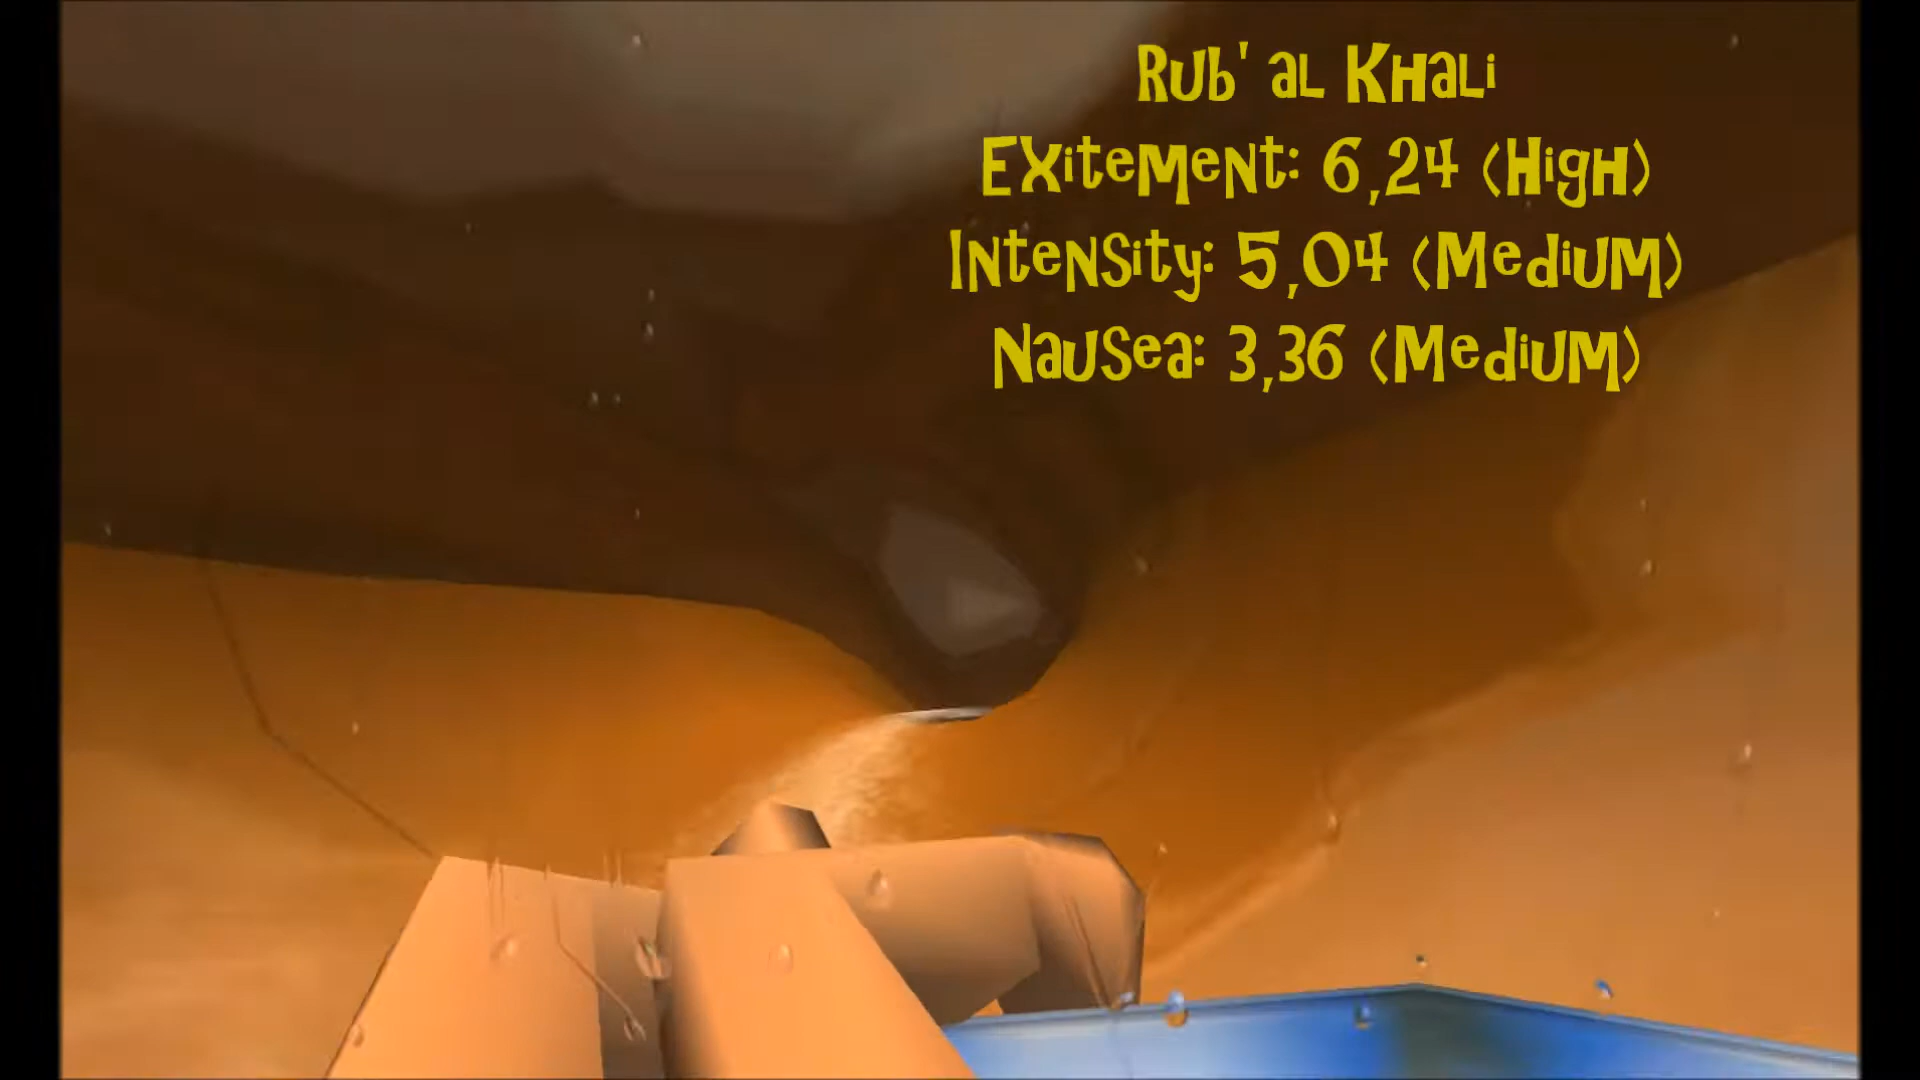 Rub' al Khali
Exitement: 6,24 (High)
Intensity: 5,04 (Medium)
Nausea: 3,36 (Medium)